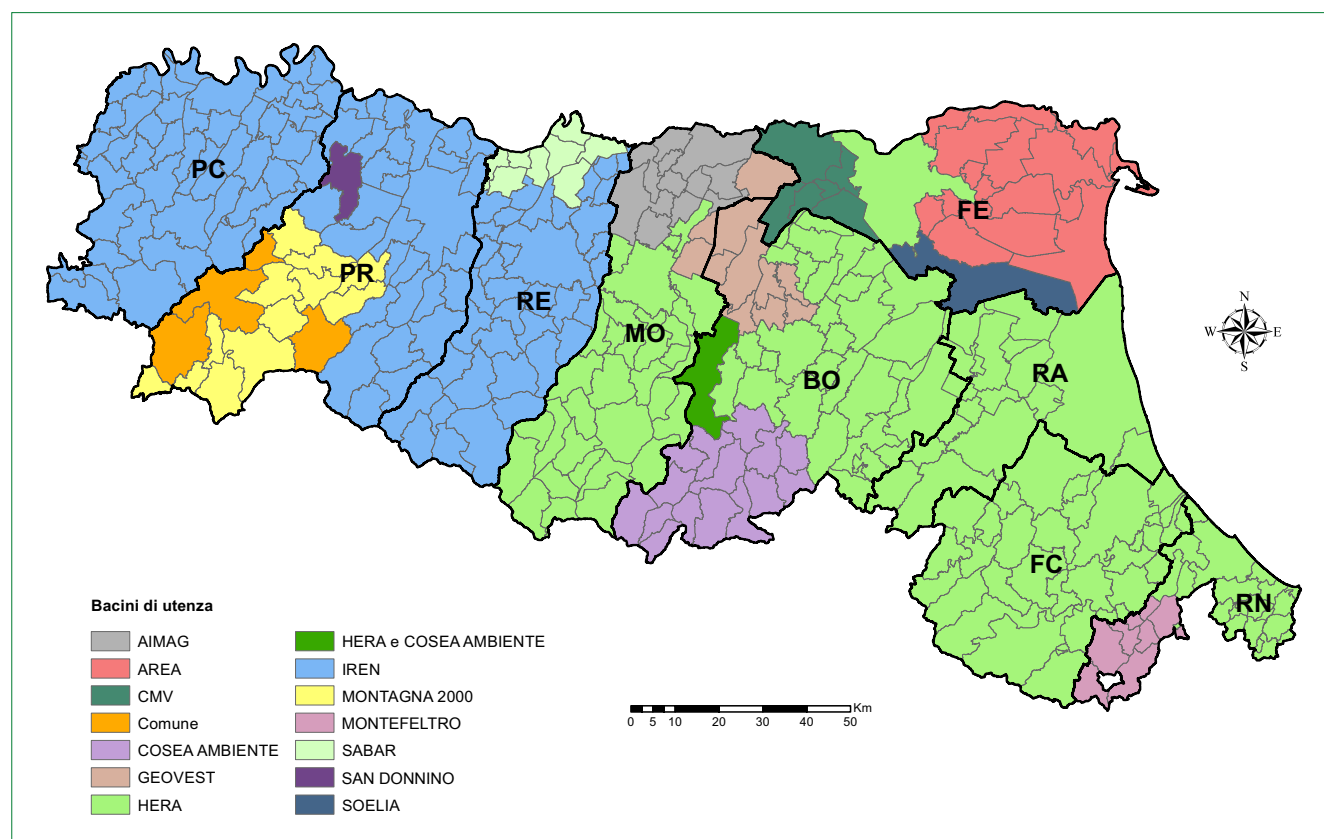 PC
FE
PR
RE
MO
BO
RA
FC
RN
N
W E
S
Bacini di utenza
AIMAG
AREA
CMV
Comune
COSEA AMBIENTE
GEOVEST
HERA
HERA e COSEA AMBIENTE
IREN
MONTAGNA 2000
MONTEFELTRO
SABAR
SAN DONNINO
SOELIA
Km
0 5 10 20 30 40 50